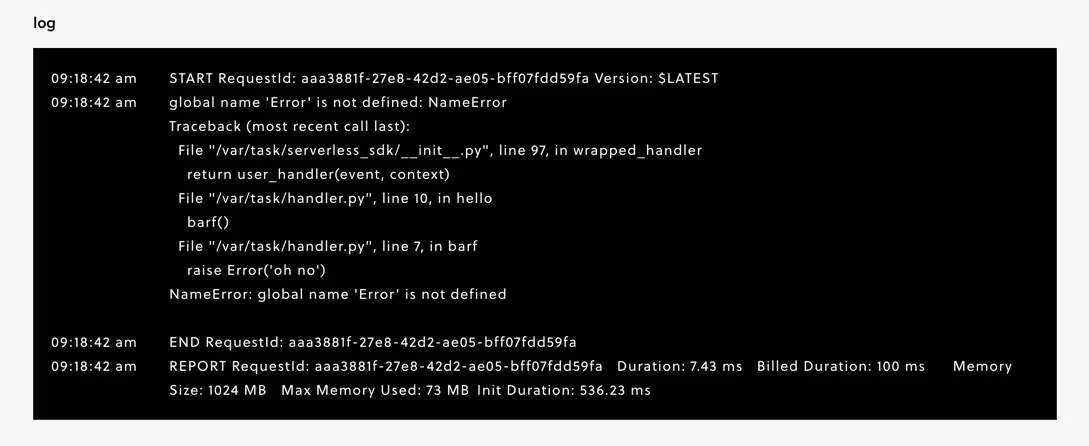 log
09:18:42 am START RequestId: aaa3881f-27e8-42d2-ae05-bff07fdd59fa Version: $LATEST
09:18:42 am global name 'Error' is not defined: NameError
Traceback (most recent call last):
File "/var/task/serverless_sdk/__init__.py", line 97, in wrapped_handler
return user_handler(event, context)
File "/var/task/handler.py", line 10, in hello
barf()
File "/var/task/handler.py", line 7, in barf
raise Error('oh no')
NameError: global name 'Error' is not defined
09:18:42 am END RequestId: aaa3881f-27e8-42d2-ae05-bff07fdd59fa
09:18:42 am REPORT RequestId: aaa3881f-27e8-42d2-ae05-bff07fdd59fa Duration: 7.43 ms Billed Duration: 100 ms Memory
Size: 1024 MB Max Memory Used: 73 MB Init Duration: 536.23 ms